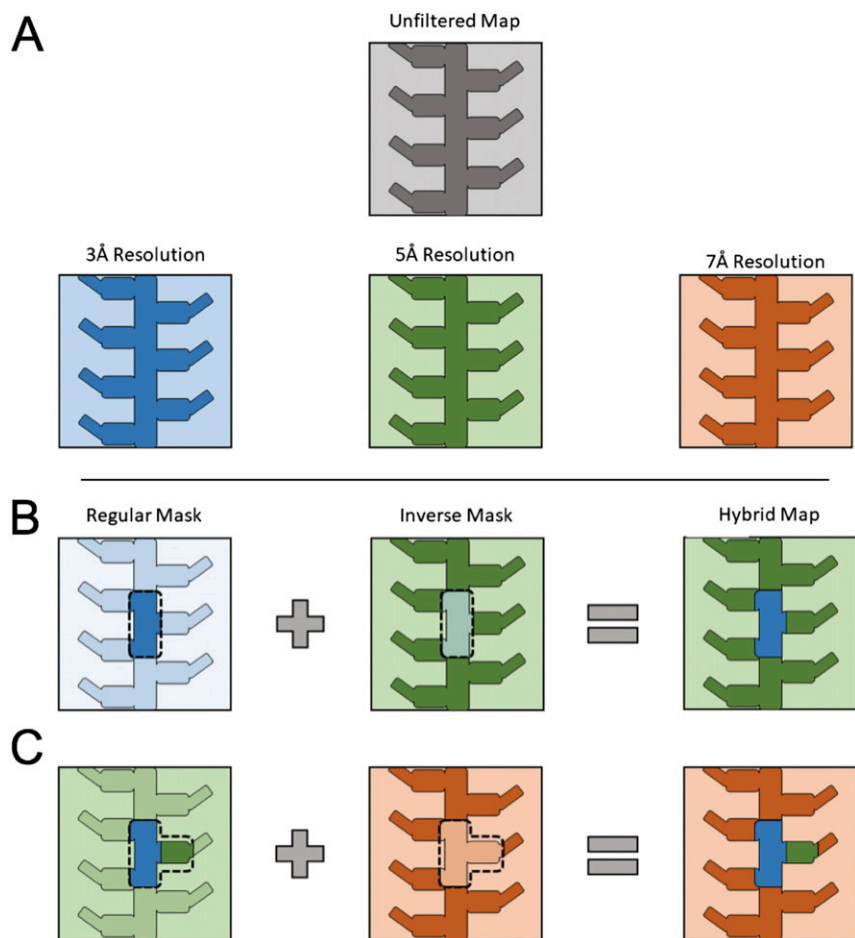 A
Unfiltered Map
3Å Resolution
5Å Resolution
7Å Resolution
B
Regular Mask
Inverse Mask
Hybrid Map
C